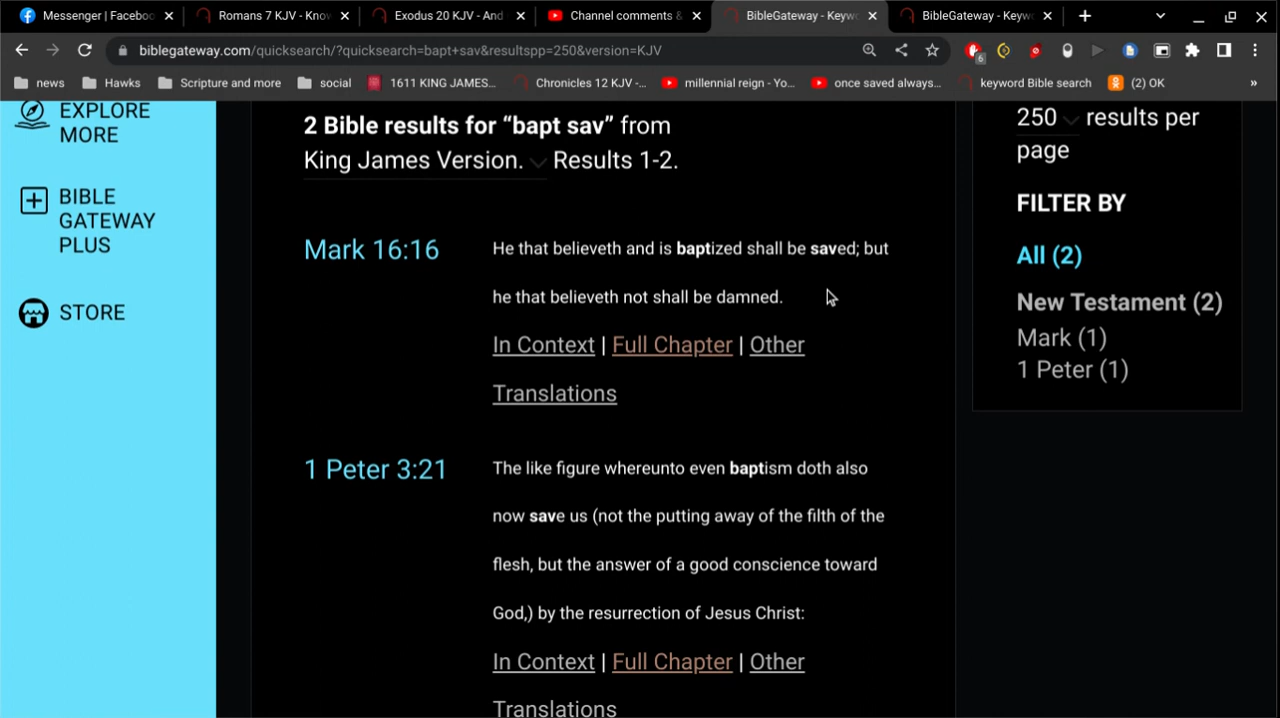 Messenger | Faceboo
Romans 7 KJV - Know
Exodus 20 KJV - And
Channel comments &
BibleGateway - Keywo
BibleGateway - Keywo
biblegateway.com/quicksearch/?quicksearch=bapt+sav&resultspp=250&version=KJV
6
news
Hawks
Scripture and more
social
1611 KING JAMES...
Chronicles 12 KJV -...
millennial reign - Yo...
once saved always...
keyword Bible search
(2) OK
»
EXPLORE
MORE
BIBLE
GATEWAY
PLUS
STORE
2 Bible results for “bapt sav” from
King James Version. Results 1-2.
Mark 16:16
He that believeth and is baptized shall be saved; but
he that believeth not shall be damned.
In Context | Full Chapter | Other
Translations
1 Peter 3:21
The like figure whereunto even baptism doth also
now save us (not the putting away of the filth of the
flesh, but the answer of a good conscience toward
God,) by the resurrection of Jesus Christ:
In Context | Full Chapter | Other
Translations
250 results per
page
FILTER BY
All (2)
New Testament (2)
Mark (1)
1 Peter (1)